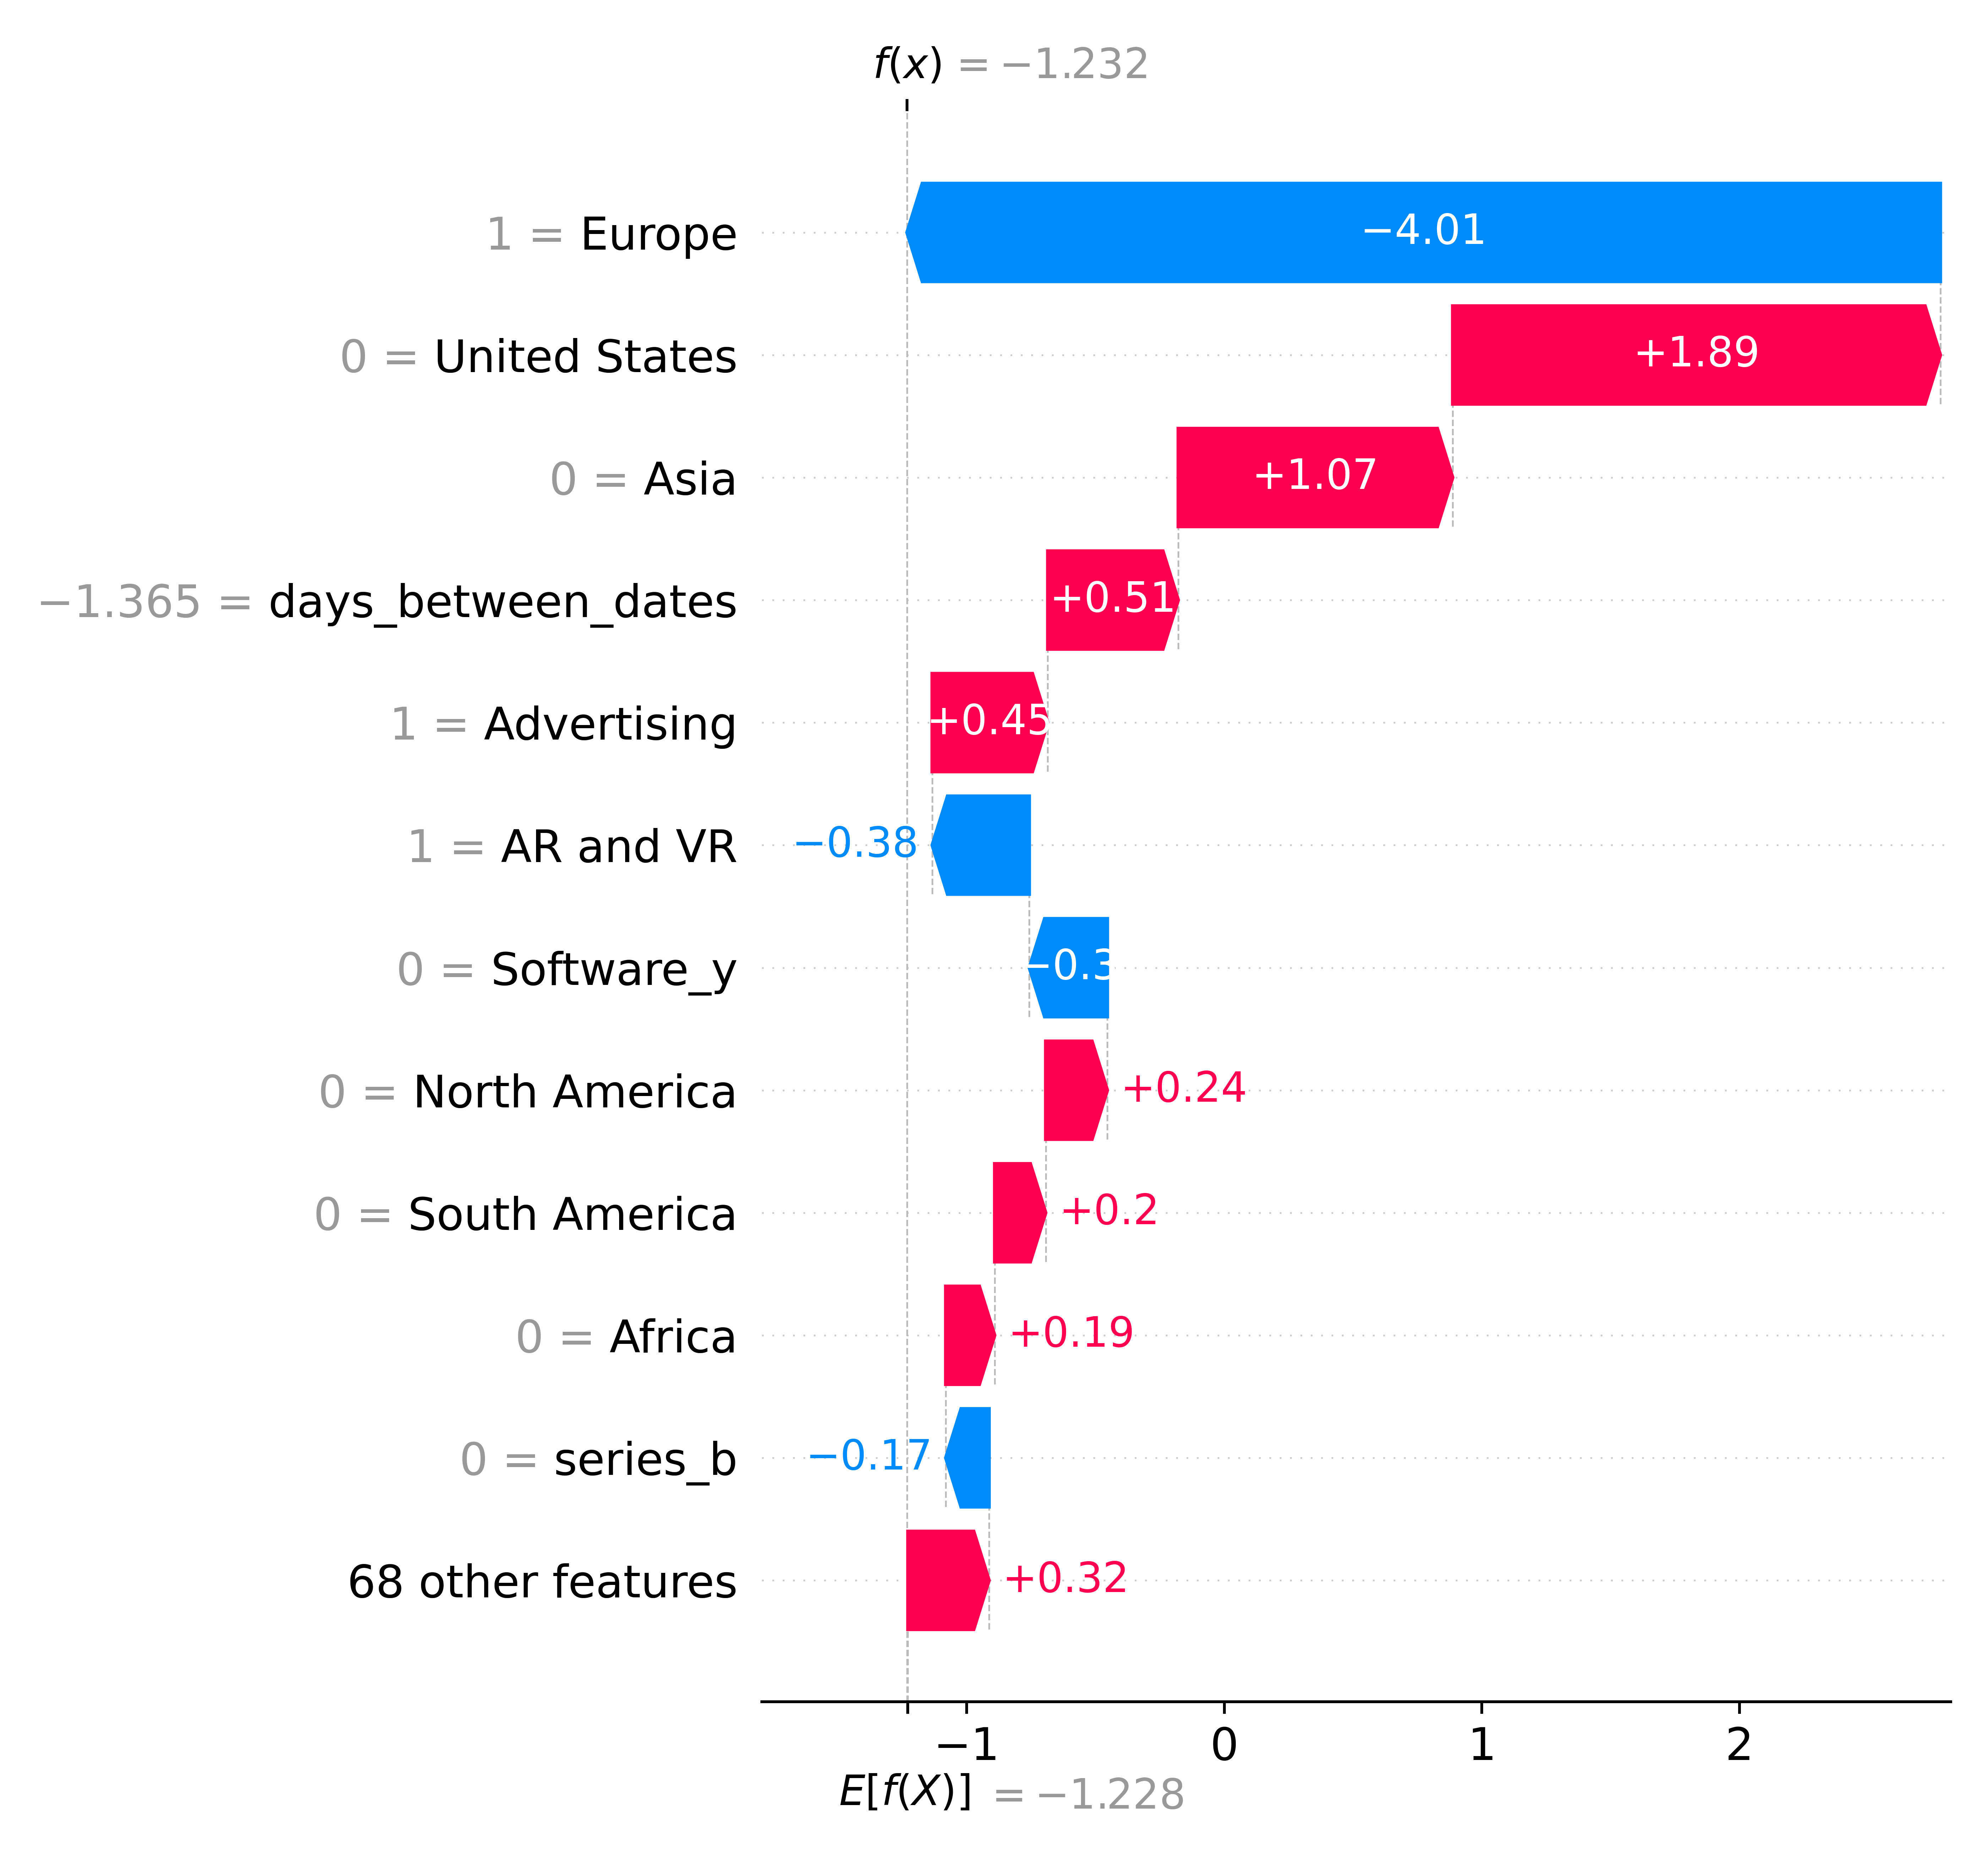 f(x) = −1.232
1 = Europe −4.01
0 = United States +1.89
0 = Asia +1.07
−1.365 = days_between_dates +0.51
1 = Advertising +0.45
1 = AR and VR −0.38
0 = Software_y −0.3
0 = North America +0.24
0 = South America +0.2
0 = Africa +0.19
0 = series_b −0.17
68 other features +0.32
−1 0 1 2
E[f(X)] = −1.228